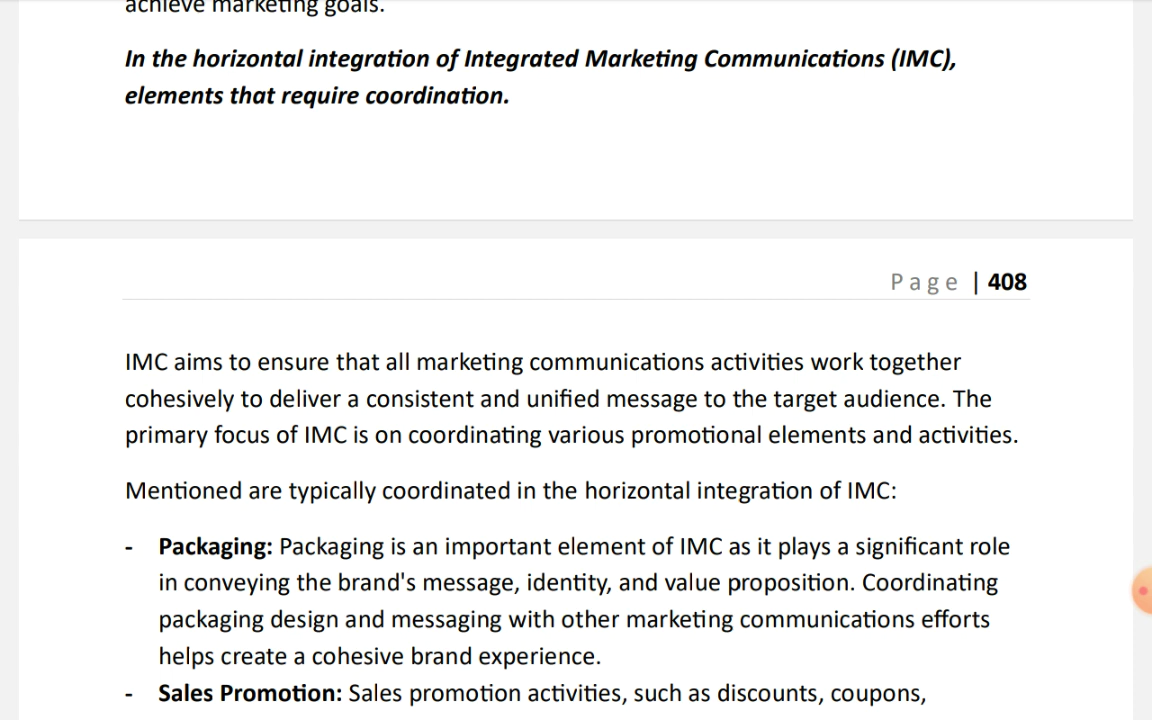 achieve marketing goals.
In the horizontal integration of Integrated Marketing Communications (IMC),
elements that require coordination.
Page | 408
IMC aims to ensure that all marketing communications activities work together
cohesively to deliver a consistent and unified message to the target audience. The
primary focus of IMC is on coordinating various promotional elements and activities.
Mentioned are typically coordinated in the horizontal integration of IMC:
- Packaging: Packaging is an important element of IMC as it plays a significant role
in conveying the brand's message, identity, and value proposition. Coordinating
packaging design and messaging with other marketing communications efforts
helps create a cohesive brand experience.
- Sales Promotion: Sales promotion activities, such as discounts, coupons,